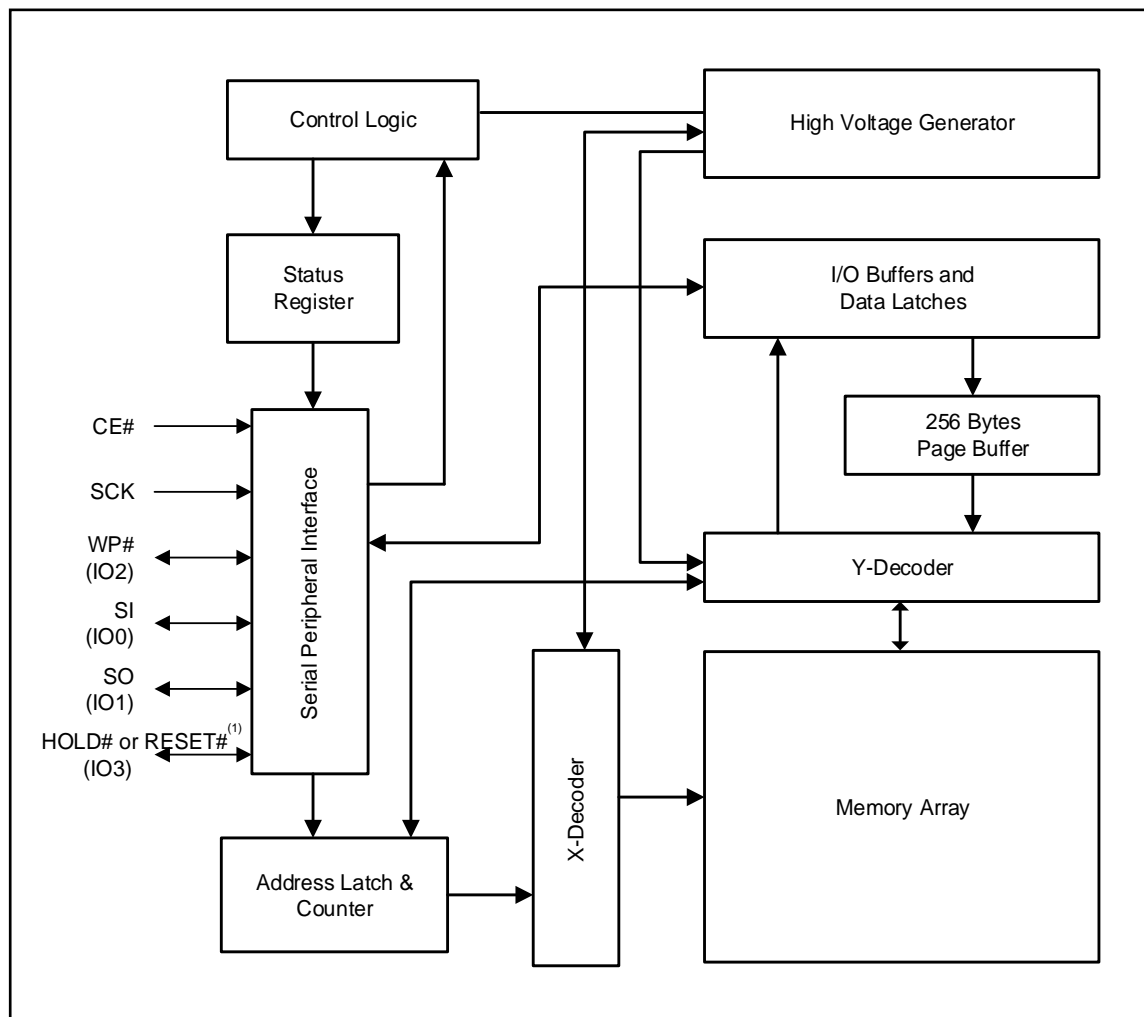 Control Logic
High Voltage Generator
Status
Register
I/O Buffers and
Data Latches
256 Bytes
Page Buffer
CE#
SCK
WP#
(IO2)
SI
(IO0)
SO
(IO1)
HOLD# or RESET#(1)
(IO3)
Serial Peripheral Interface
Y-Decoder
X-Decoder
Memory Array
Address Latch &
Counter